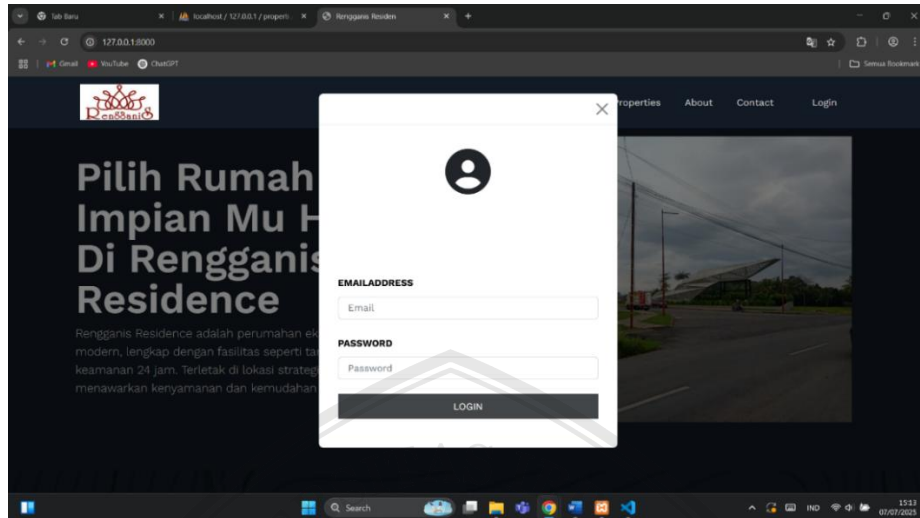 Tab Baru
localhost / 127.0.0.1 / properti
Rengganis Residen
127.0.0.1:8000
Gmail
YouTube
ChatGPT
Semua Bookmark
Rengganis
Properties
About
Contact
Login
Pilih Rumah
Impian Mu H
Di Rengganis
Residence
Rengganis Residence adalah perumahan ek
modern, lengkap dengan fasilitas seperti ta
keamanan 24 jam. Terletak di lokasi strategi
menawarkan kenyamanan dan kemudahan
EMAILADDRESS
Email
PASSWORD
Password
LOGIN
Search
IND
15:13
07/07/2025